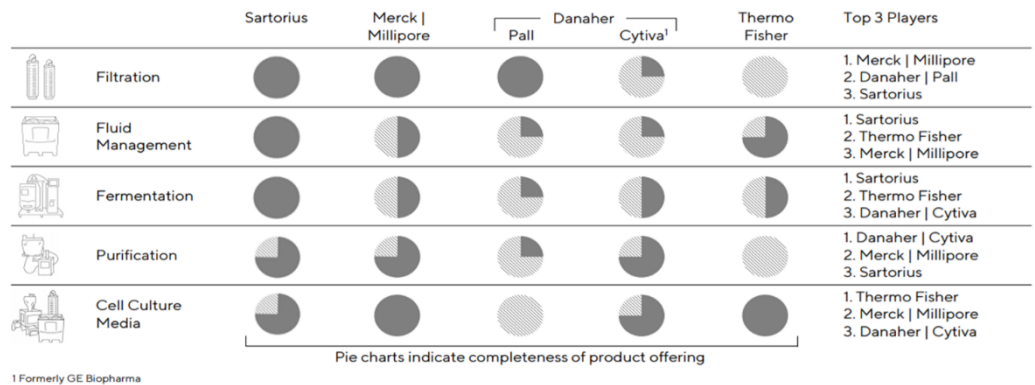 Sartorius
Merck |
Millipore
Danaher
Pall
Cytiva¹
Thermo
Fisher
Top 3 Players
Filtration
1. Merck | Millipore
2. Danaher | Pall
3. Sartorius
Fluid
Management
1. Sartorius
2. Thermo Fisher
3. Merck | Millipore
Fermentation
1. Sartorius
2. Thermo Fisher
3. Danaher | Cytiva
Purification
1. Danaher | Cytiva
2. Merck | Millipore
3. Sartorius
Cell Culture
Media
1. Thermo Fisher
2. Merck | Millipore
3. Danaher | Cytiva
Pie charts indicate completeness of product offering
1 Formerly GE Biopharma